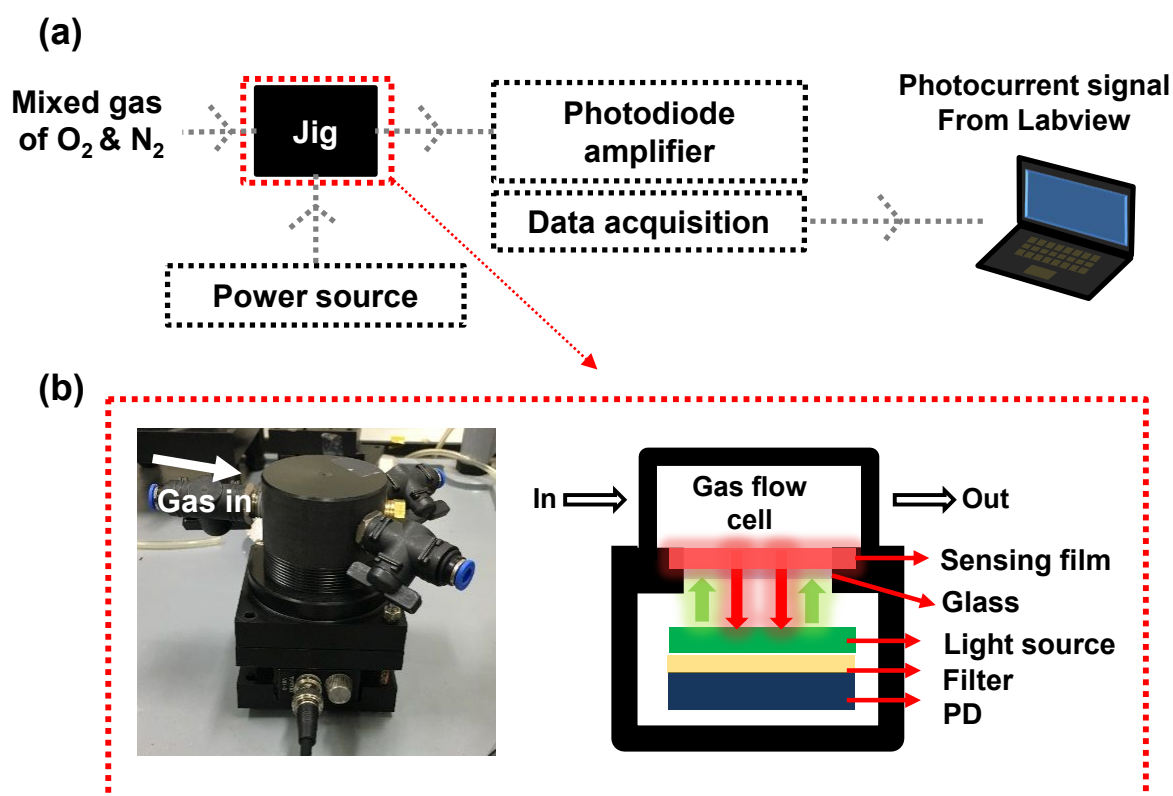 (a)
Mixed gas
of O₂ & N₂
Jig
Photodiode
amplifier
Data acquisition
Power source
Photocurrent signal
From Labview
(b)
Gas in
In
Gas flow
cell
Out
Sensing film
Glass
Light source
Filter
PD